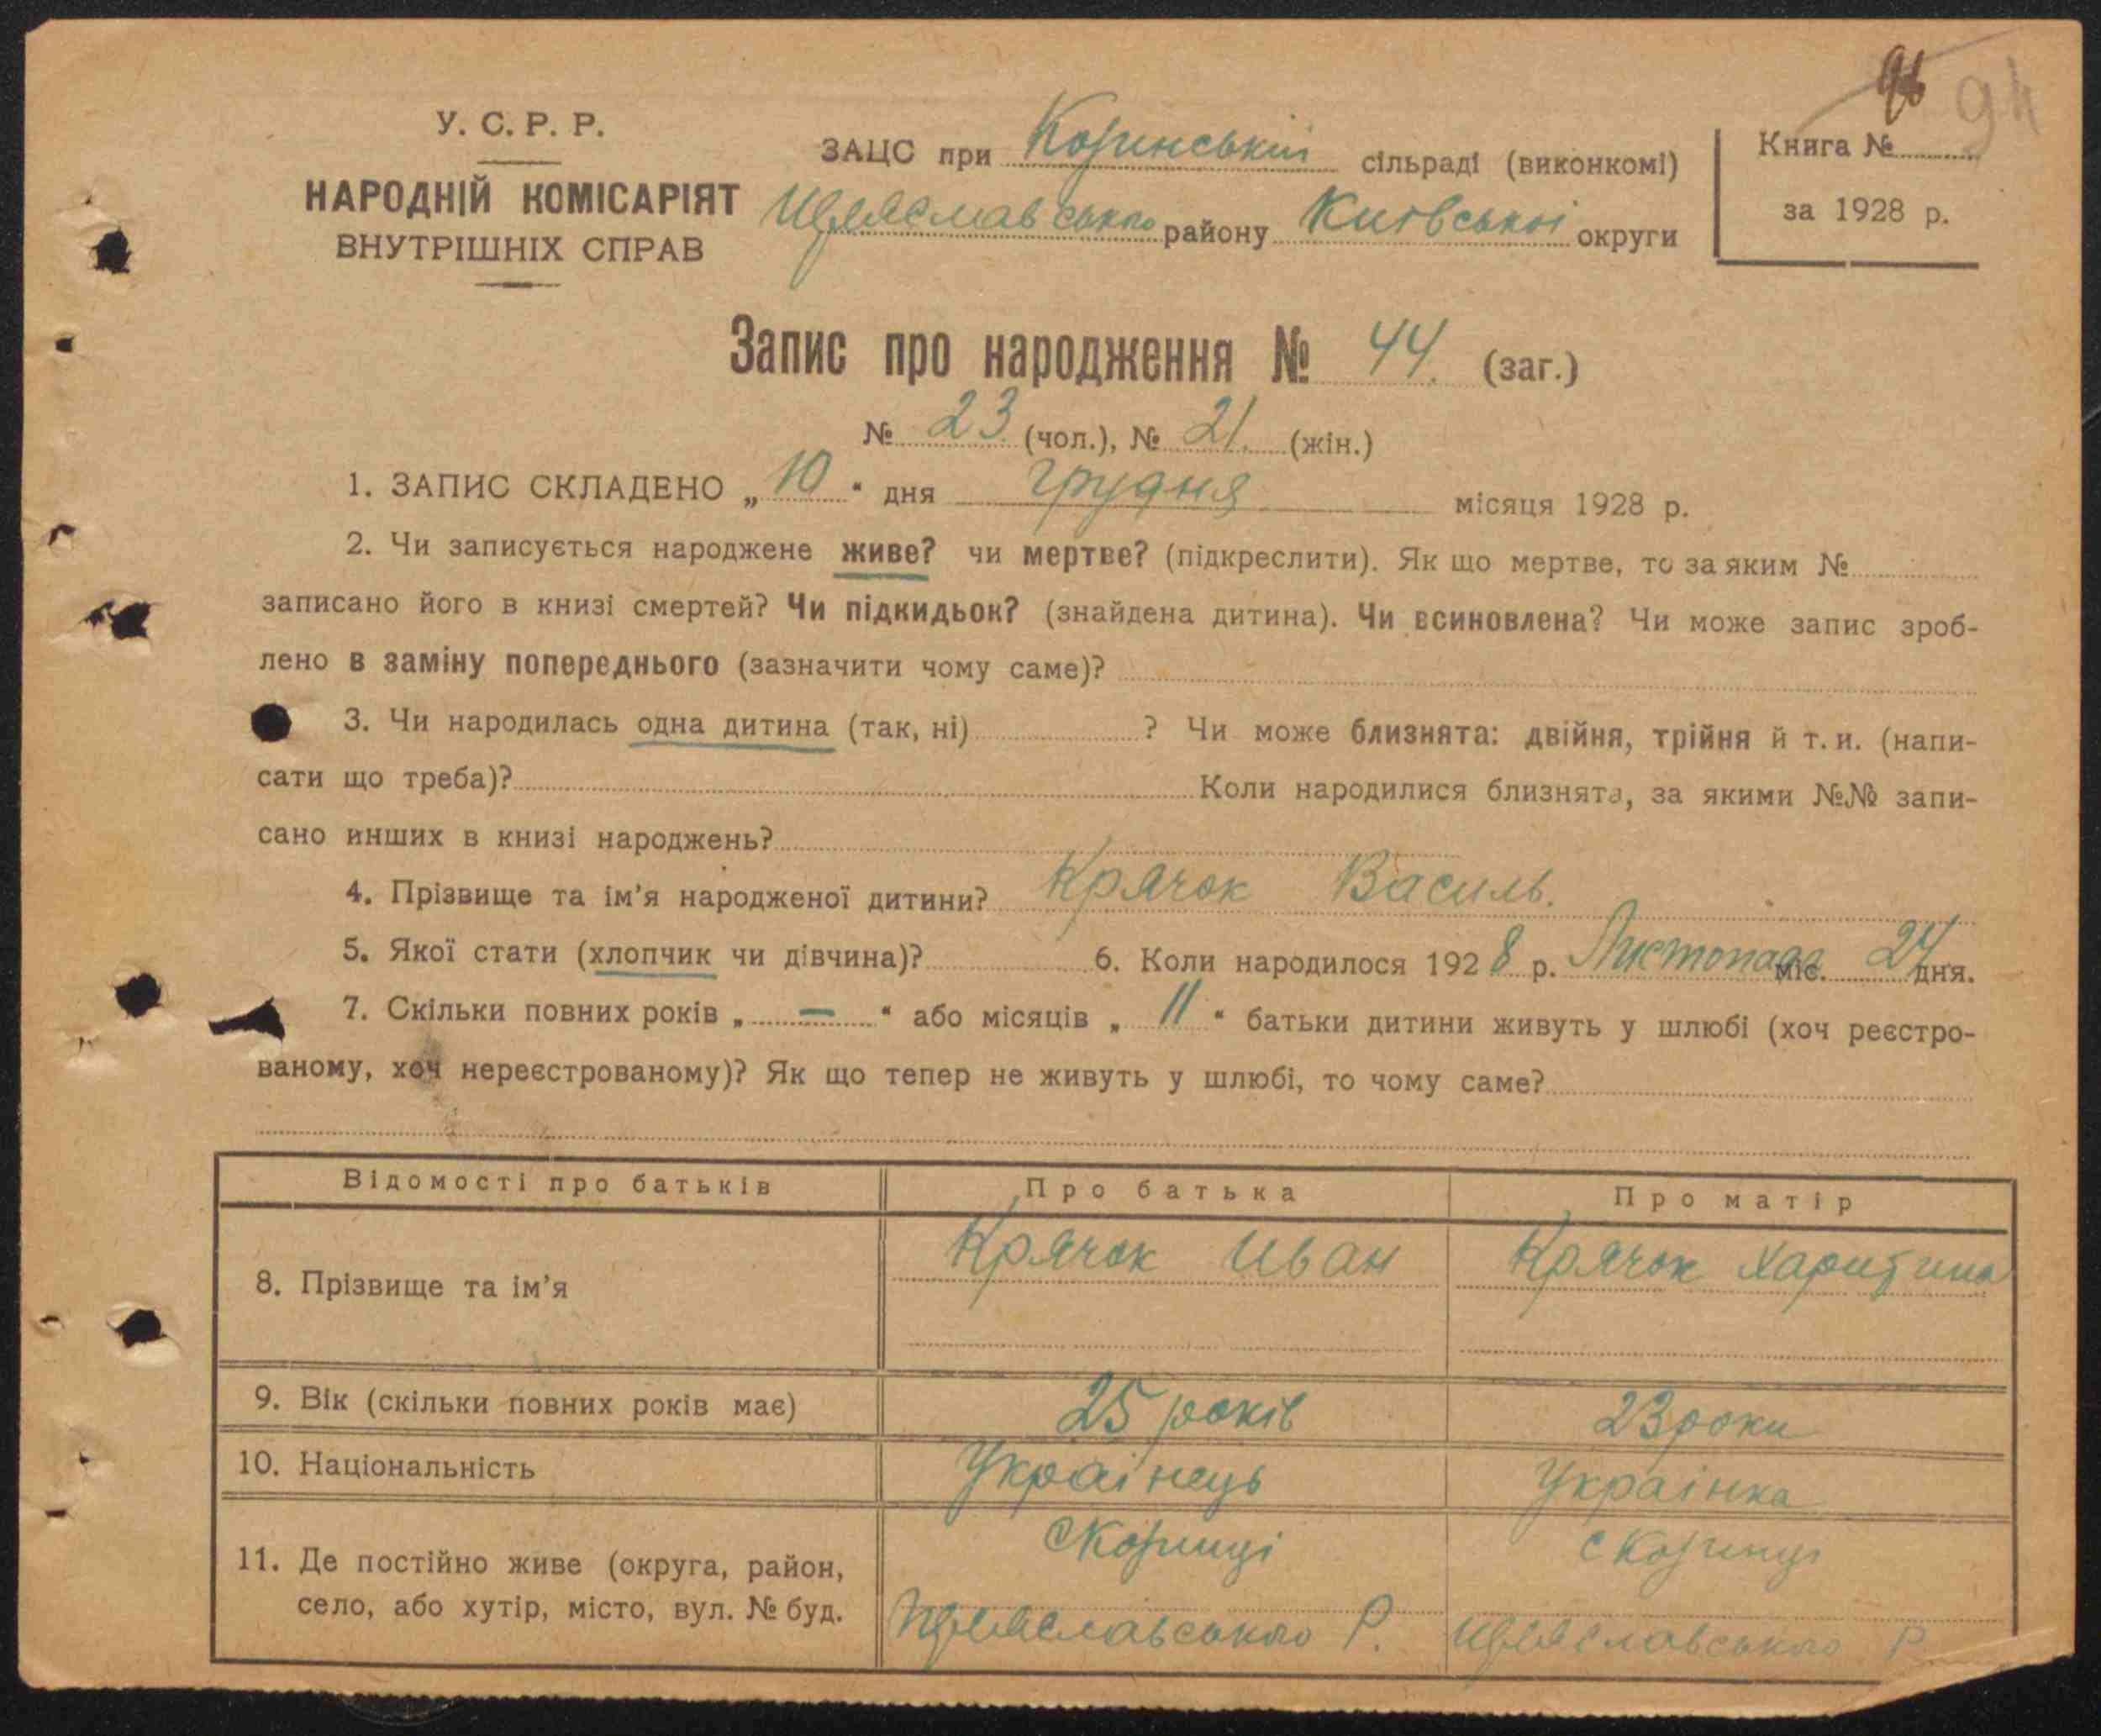 94
У. С. Р. Р.
НАРОДНІЙ КОМІСАРІЯТ
ВНУТРІШНІХ СПРАВ
ЗАЦС при сільраді (виконкомі)
району Київської округи
Книга №
за 1928 р.
Запис про народження № 44. (заг.)
№ 23 (чол.), № 21. (жін.)
1. ЗАПИС СКЛАДЕНО „ 10 “ дня грудня місяця 1928 р.
2. Чи записується народжене живе? чи мертве? (підкреслити). Як що мертве, то за яким №
записано його в книзі смертей? Чи підкидьок? (знайдена дитина). Чи всиновлена? Чи може запис зроб-
лено в заміну попереднього (зазначити чому саме)?
3. Чи народилась одна дитина (так, ні) ? Чи може близнята: двійня, трійня й т. и. (напи-
сати що треба)? Коли народилися близнята, за якими №№ запи-
сано инших в книзі народжень?
4. Прізвище та ім’я народженої дитини? Крячок Василь.
5. Якої стати (хлопчик чи дівчина)? 6. Коли народилося 1928 р. Листопада міс. 24 дня.
7. Скільки повних років „ — “ або місяців „ 11 “ батьки дитини живуть у шлюбі (хоч реєстро-
ваному, хоч нереєстрованому)? Як що тепер не живуть у шлюбі, то чому саме?
Відомості про батьків Про батька Про матір
8. Прізвище та ім’я Крячок Иван Крячок Харитина
9. Вік (скільки повних років має) 25 років 23 роки
10. Національність Українець Українка
11. Де постійно живе (округа, район,
село, або хутір, місто, вул. № буд.